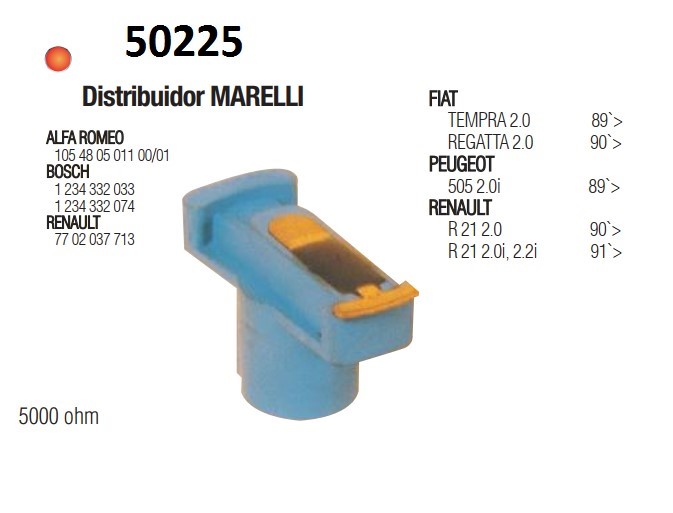 50225
Distribuidor MARELLI
ALFA ROMEO
105 48 05 011 00/01
BOSCH
1 234 332 033
1 234 332 074
RENAULT
77 02 037 713
FIAT
TEMPRA 2.0 89`>
REGATTA 2.0 90`>
PEUGEOT
505 2.0i 89`>
RENAULT
R 21 2.0 90`>
R 21 2.0i, 2.2i 91`>
5000 ohm